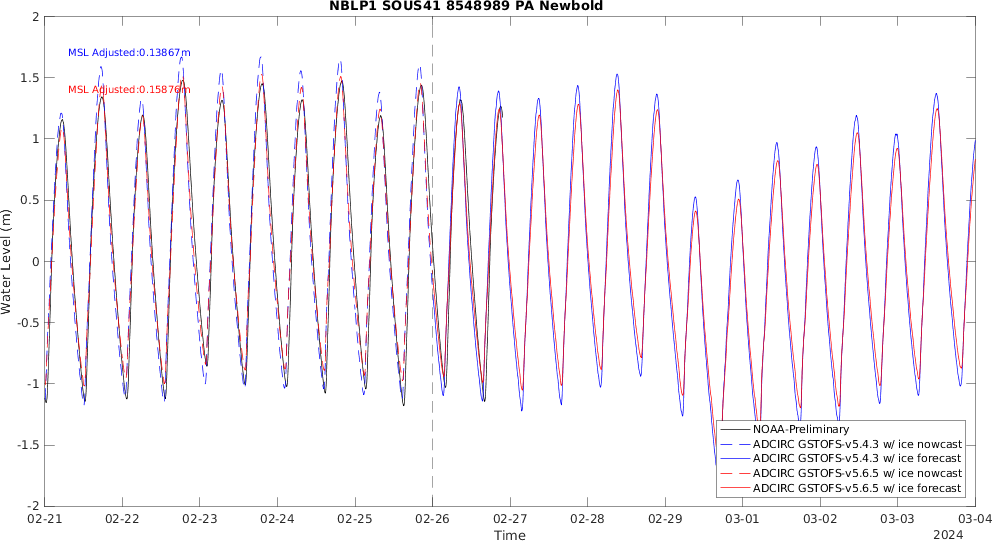 NBLP1 SOUS41 8548989 PA Newbold
2
1.5
1
0.5
0
-0.5
-1
-1.5
-2
Water Level (m)
MSL Adjusted:0.13867m
MSL Adjusted:0.15876m
NOAA-Preliminary
ADCIRC GSTOFS-v5.4.3 w/ ice nowcast
ADCIRC GSTOFS-v5.4.3 w/ ice forecast
ADCIRC GSTOFS-v5.6.5 w/ ice nowcast
ADCIRC GSTOFS-v5.6.5 w/ ice forecast
02-21 02-22 02-23 02-24 02-25 02-26 02-27 02-28 02-29 03-01 03-02 03-03 03-04
Time
2024